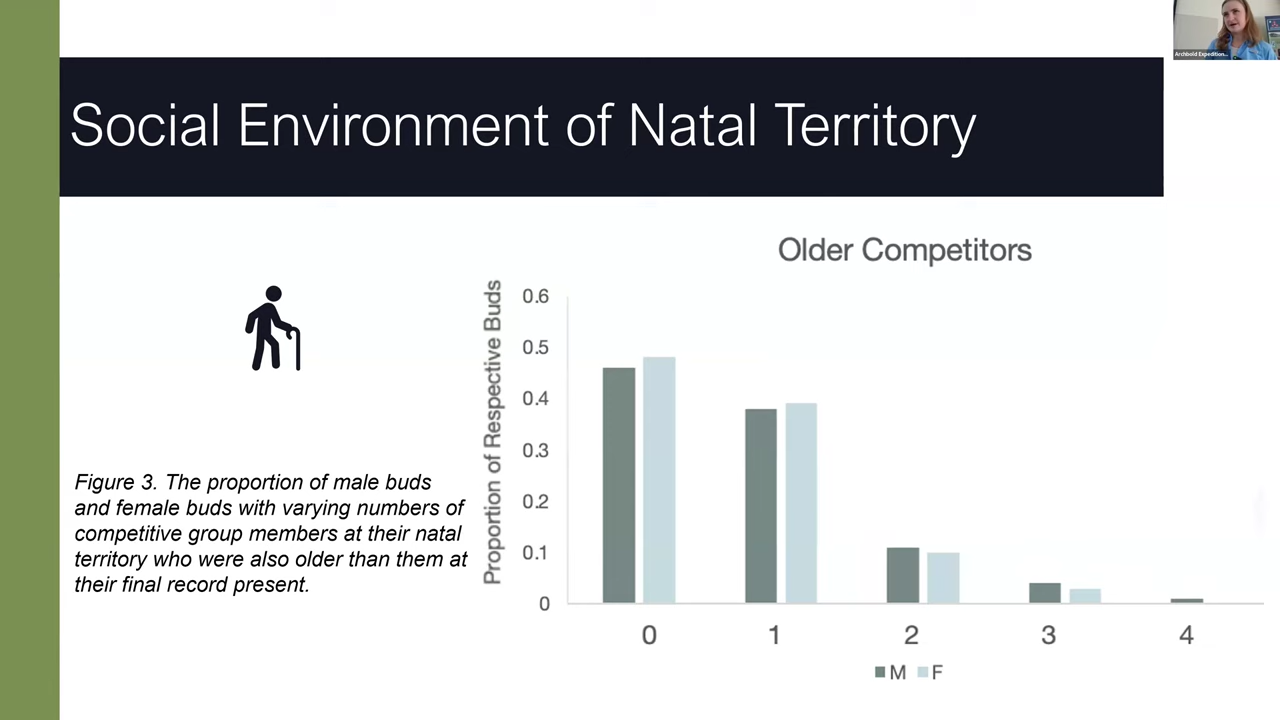 Archbold Expedition...
Social Environment of Natal Territory
Older Competitors
Proportion of Respective Buds
0.6
0.5
0.4
0.3
0.2
0.1
0
0 1 2 3 4
M F
Figure 3. The proportion of male buds
and female buds with varying numbers of
competitive group members at their natal
territory who were also older than them at
their final record present.